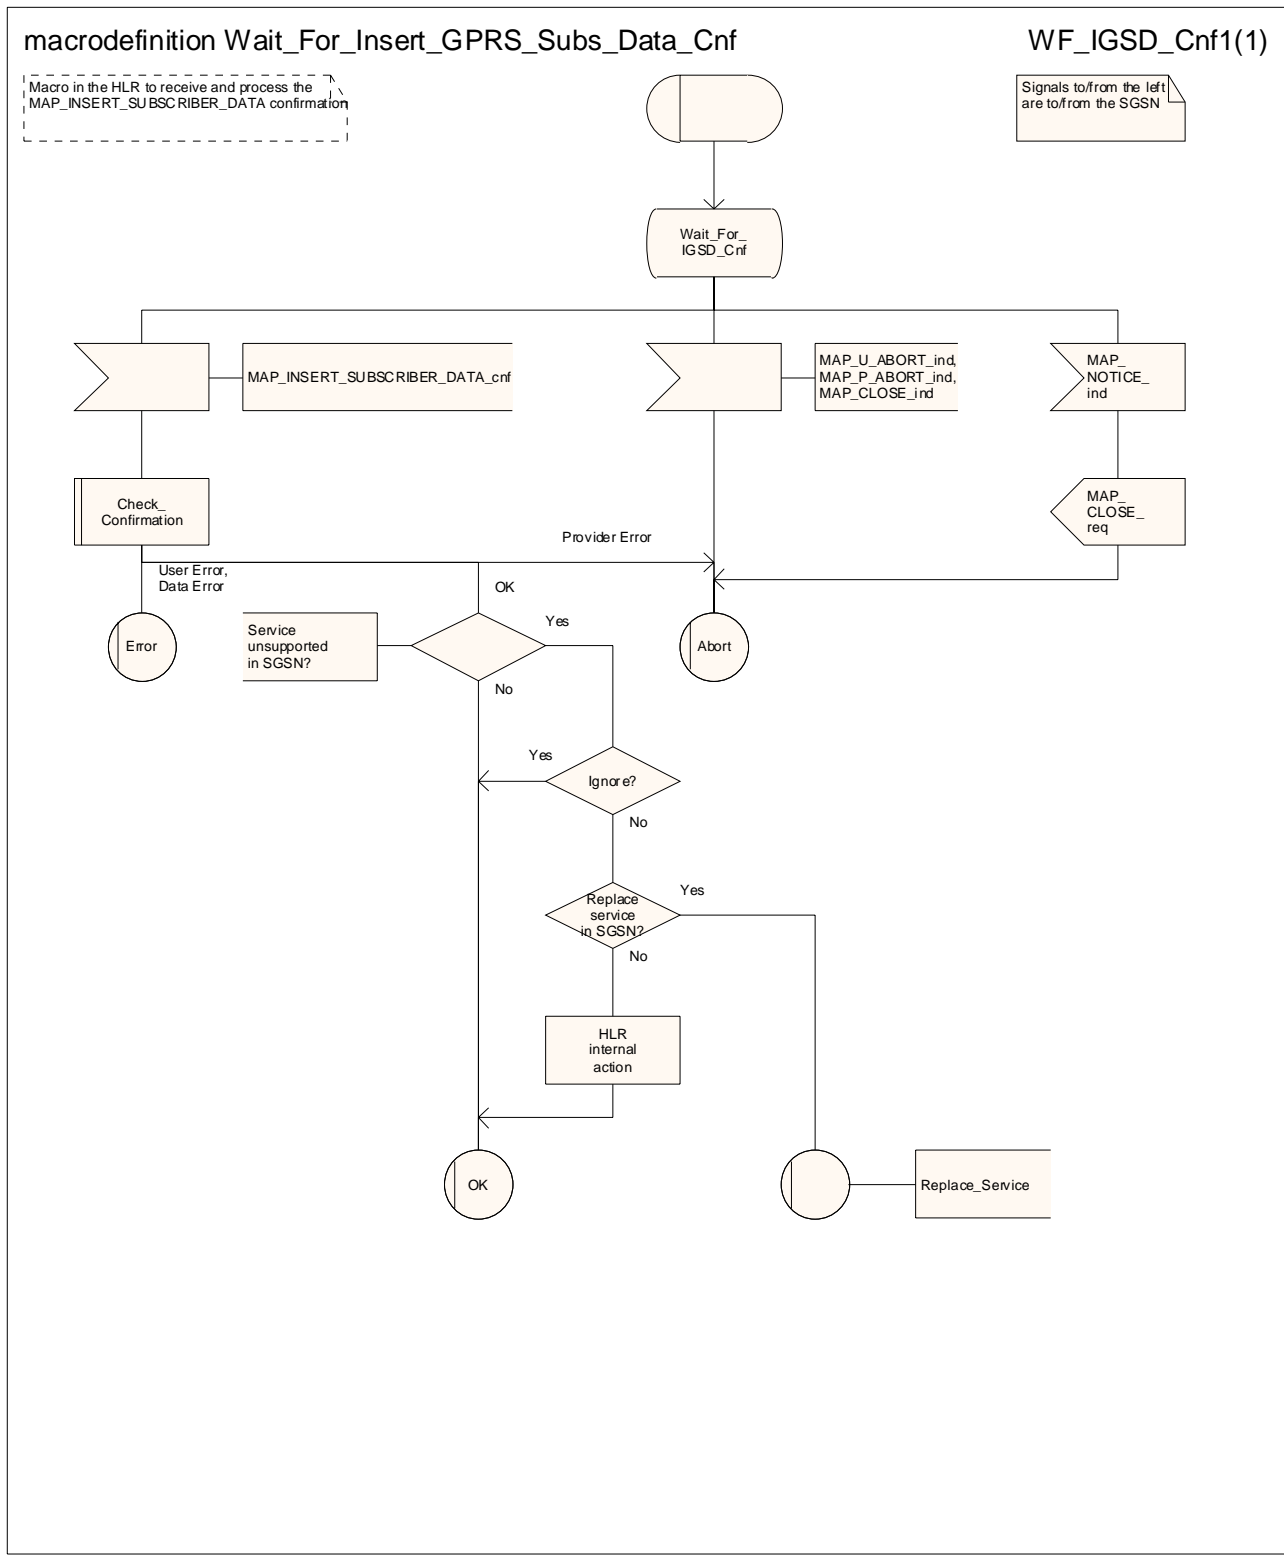 macrodefinition Wait_For_Insert_GPRS_Subs_Data_Cnf
WF_IGSD_Cnf1(1)
Macro in the HLR to receive and process the
MAP_INSERT_SUBSCRIBER_DATA confirmation
Signals to/from the left
are to/from the SGSN
Wait_For_
IGSD_Cnf
MAP_INSERT_SUBSCRIBER_DATA_cnf
MAP_U_ABORT_ind,
MAP_P_ABORT_ind,
MAP_CLOSE_ind
MAP_
NOTICE_
ind
Check_
Confirmation
MAP_
CLOSE_
req
Provider Error
User Error,
Data Error
OK
Error
Service
unsupported
in SGSN?
Yes
No
Abort
Yes
Ignore?
No
Replace
service
in SGSN?
Yes
No
HLR
internal
action
OK
Replace_Service